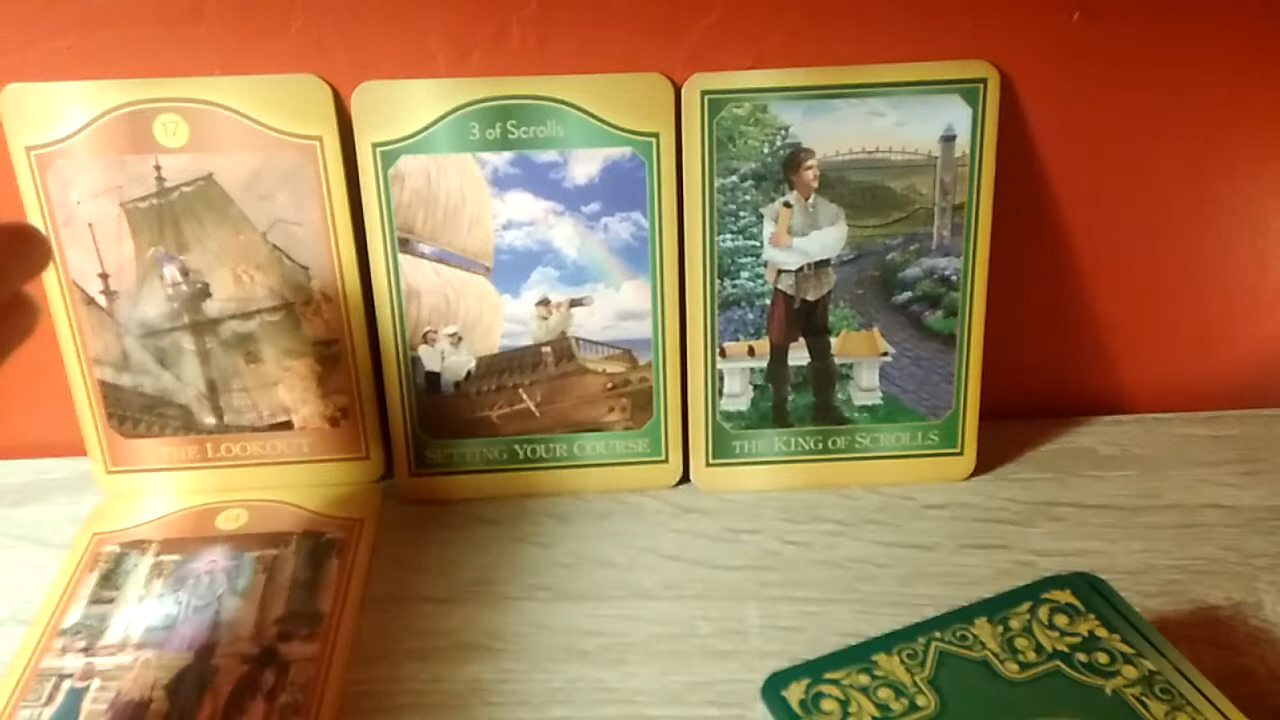 17
THE LOOKOUT
3 of Scrolls
SETTING YOUR COURSE
THE KING OF SCROLLS